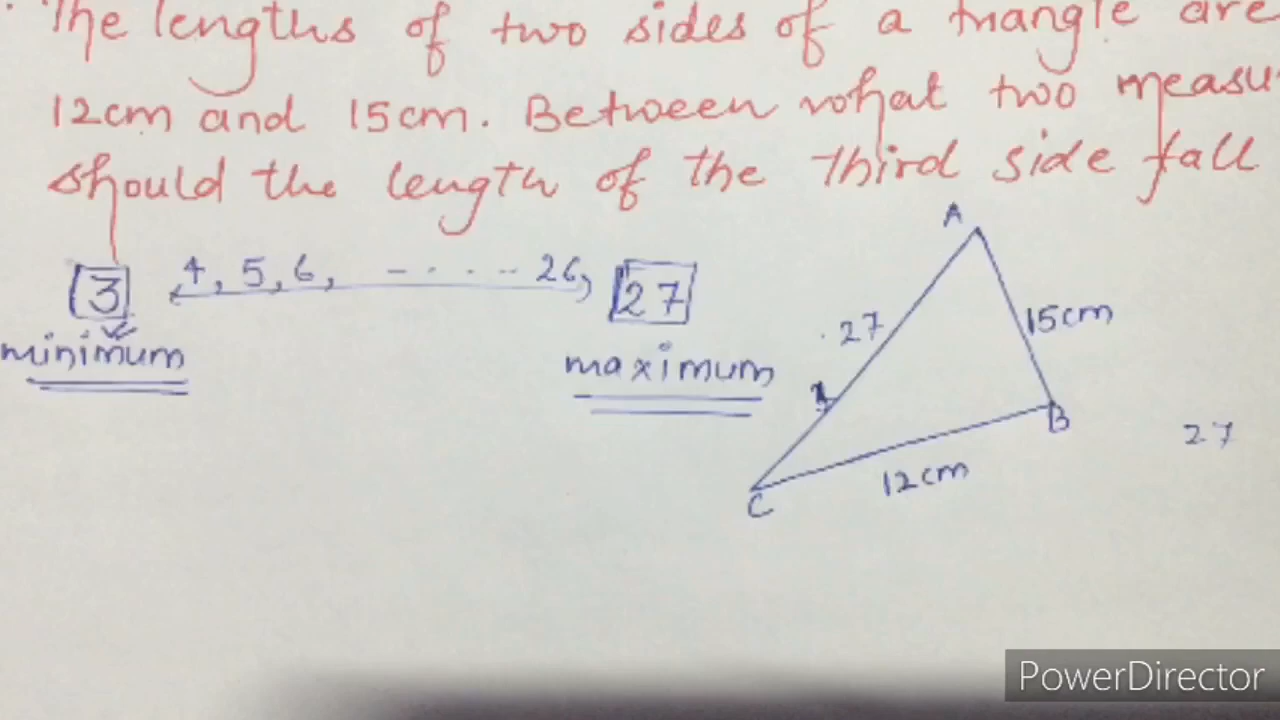 The lengths of two sides of a triangle are
12cm and 15cm. Between what two measu
should the length of the third side fall
A
3 4, 5, 6, - . . . . .. 26, 27
27 15cm
minimum maximum
B
27
12cm
C
PowerDirector